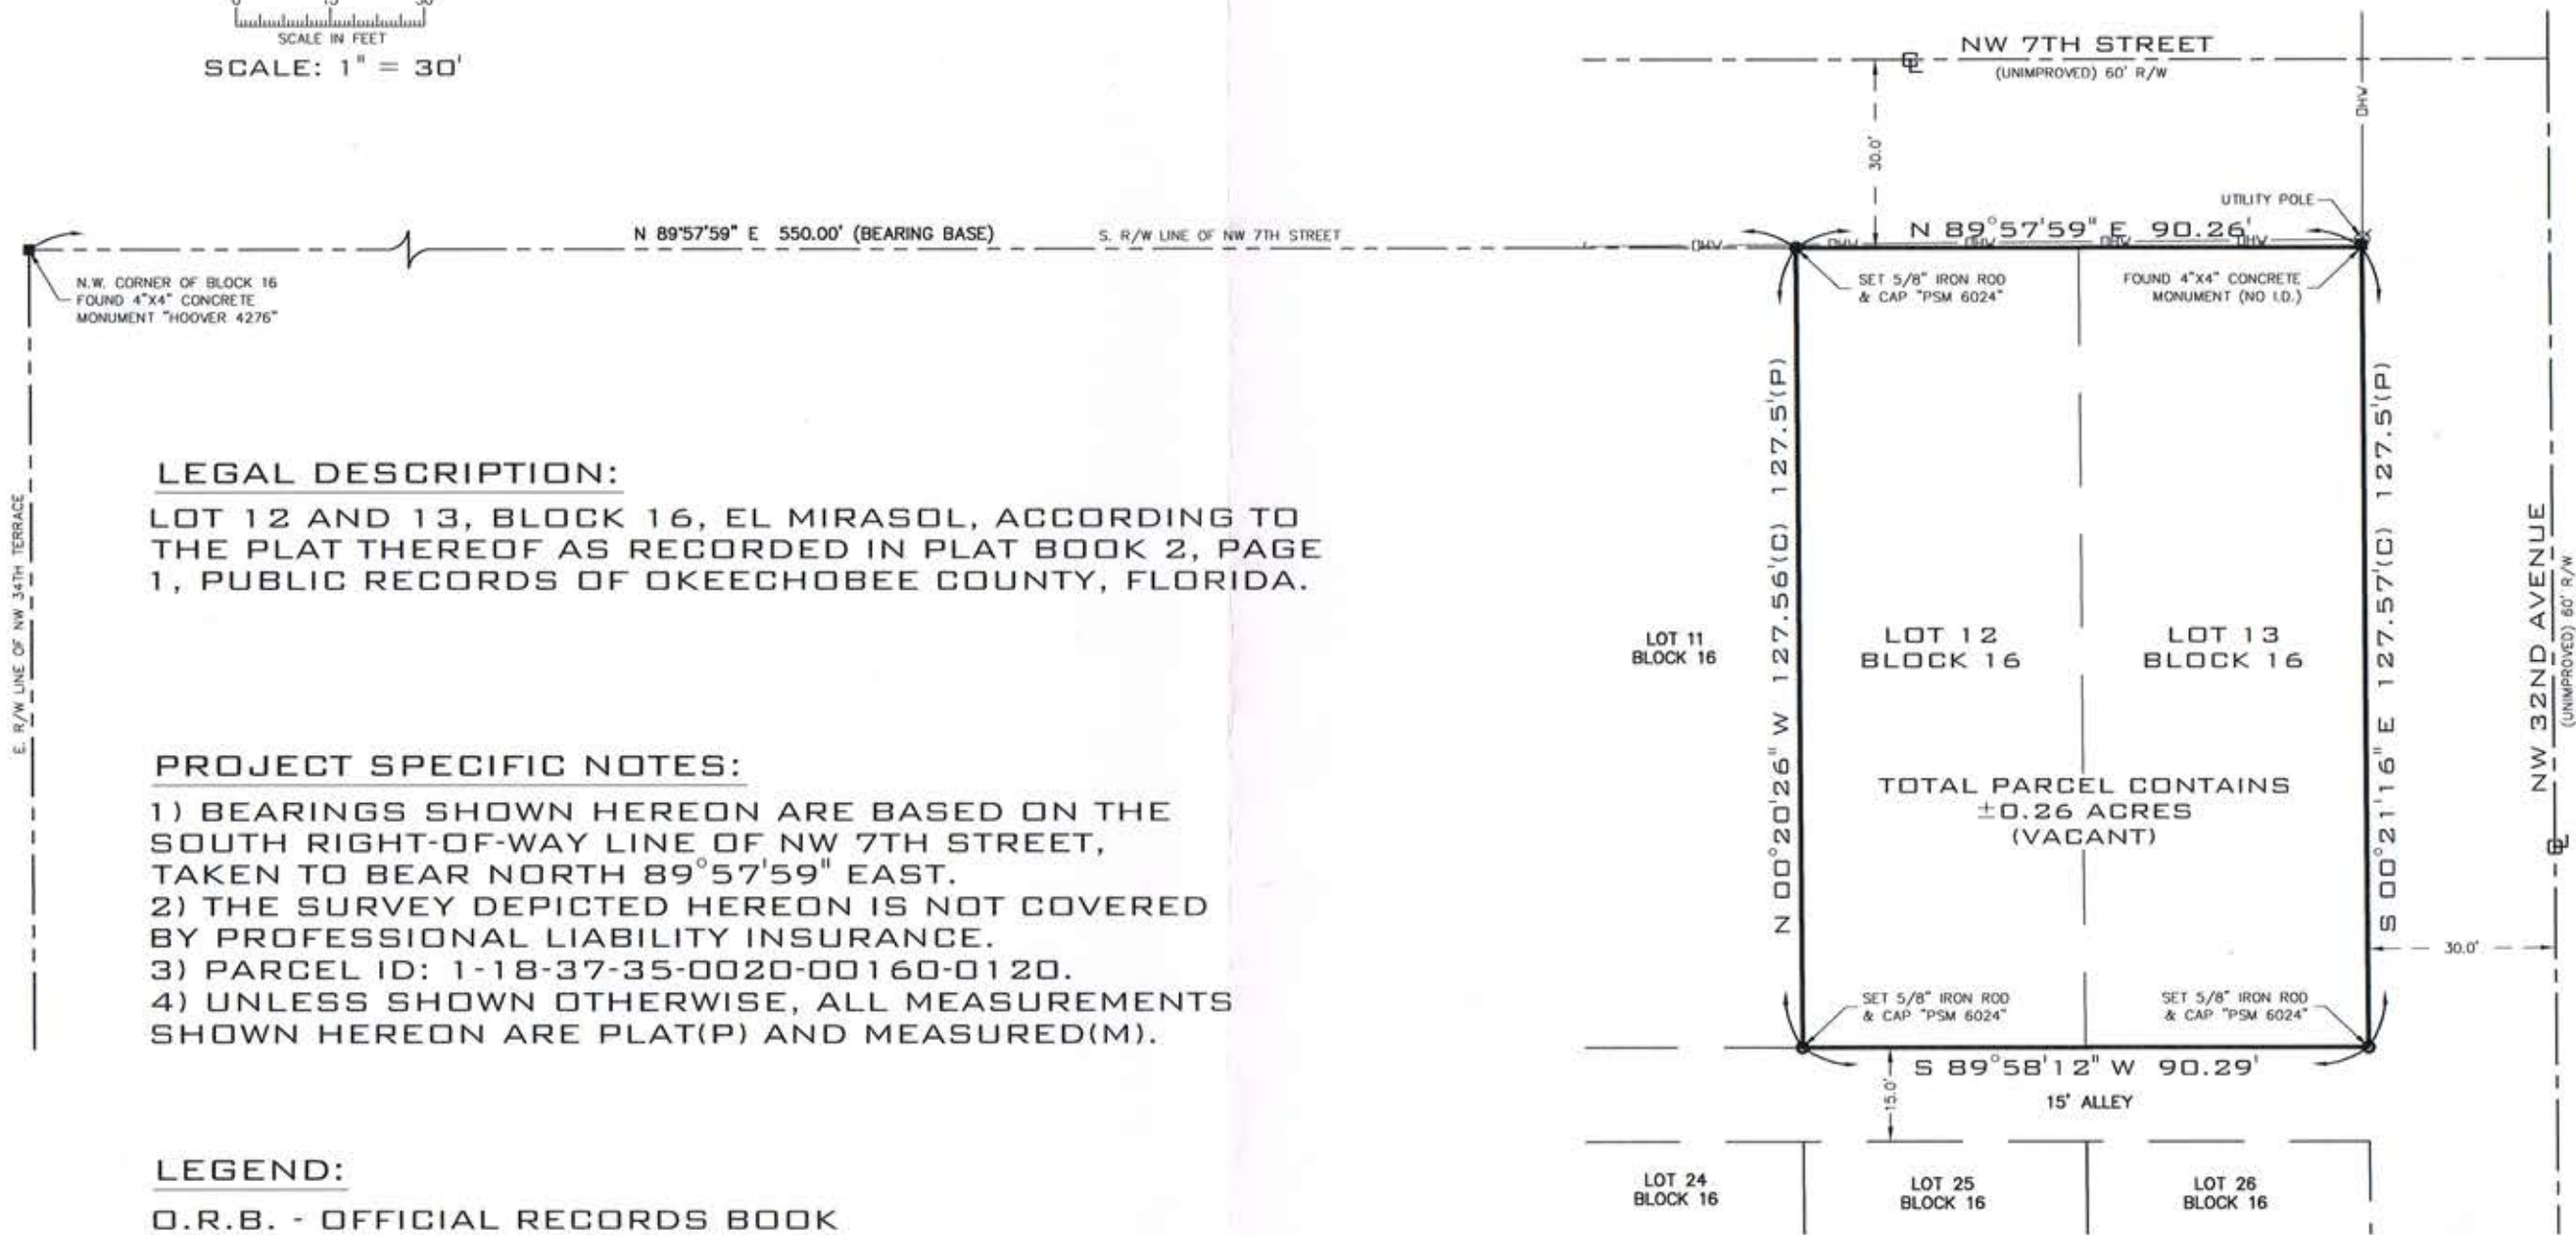 0 15 30
SCALE IN FEET
SCALE: 1" = 30'
NW 7TH STREET
(UNIMPROVED) 60' R/W
OHW
30.0'
UTILITY POLE
N 89°57'59" E 550.00' (BEARING BASE)
S. R/W LINE OF NW 7TH STREET
N 89°57'59" E 90.26'
OHW OHW OHW OHW OHW
N.W. CORNER OF BLOCK 16
FOUND 4"X4" CONCRETE
MONUMENT "HOOVER 4276"
SET 5/8" IRON ROD
& CAP "PSM 6024"
FOUND 4"X4" CONCRETE
MONUMENT (NO I.D.)
E. R/W LINE OF NW 34TH TERRACE
LEGAL DESCRIPTION:
LOT 12 AND 13, BLOCK 16, EL MIRASOL, ACCORDING TO
THE PLAT THEREOF AS RECORDED IN PLAT BOOK 2, PAGE
1, PUBLIC RECORDS OF OKEECHOBEE COUNTY, FLORIDA.
PROJECT SPECIFIC NOTES:
1) BEARINGS SHOWN HEREON ARE BASED ON THE
SOUTH RIGHT-OF-WAY LINE OF NW 7TH STREET,
TAKEN TO BEAR NORTH 89°57'59" EAST.
2) THE SURVEY DEPICTED HEREON IS NOT COVERED
BY PROFESSIONAL LIABILITY INSURANCE.
3) PARCEL ID: 1-18-37-35-0020-00160-0120.
4) UNLESS SHOWN OTHERWISE, ALL MEASUREMENTS
SHOWN HEREON ARE PLAT(P) AND MEASURED(M).
LEGEND:
O.R.B. - OFFICIAL RECORDS BOOK
LOT 11
BLOCK 16
N 00°20'26" W 127.56'(C) 127.5'(P)
LOT 12
BLOCK 16
LOT 13
BLOCK 16
TOTAL PARCEL CONTAINS
±0.26 ACRES
(VACANT)
S 00°21'16" E 127.57'(C) 127.5'(P)
NW 32ND AVENUE
(UNIMPROVED) 60' R/W
30.0'
SET 5/8" IRON ROD
& CAP "PSM 6024"
SET 5/8" IRON ROD
& CAP "PSM 6024"
S 89°58'12" W 90.29'
15.0'
15' ALLEY
LOT 24
BLOCK 16
LOT 25
BLOCK 16
LOT 26
BLOCK 16